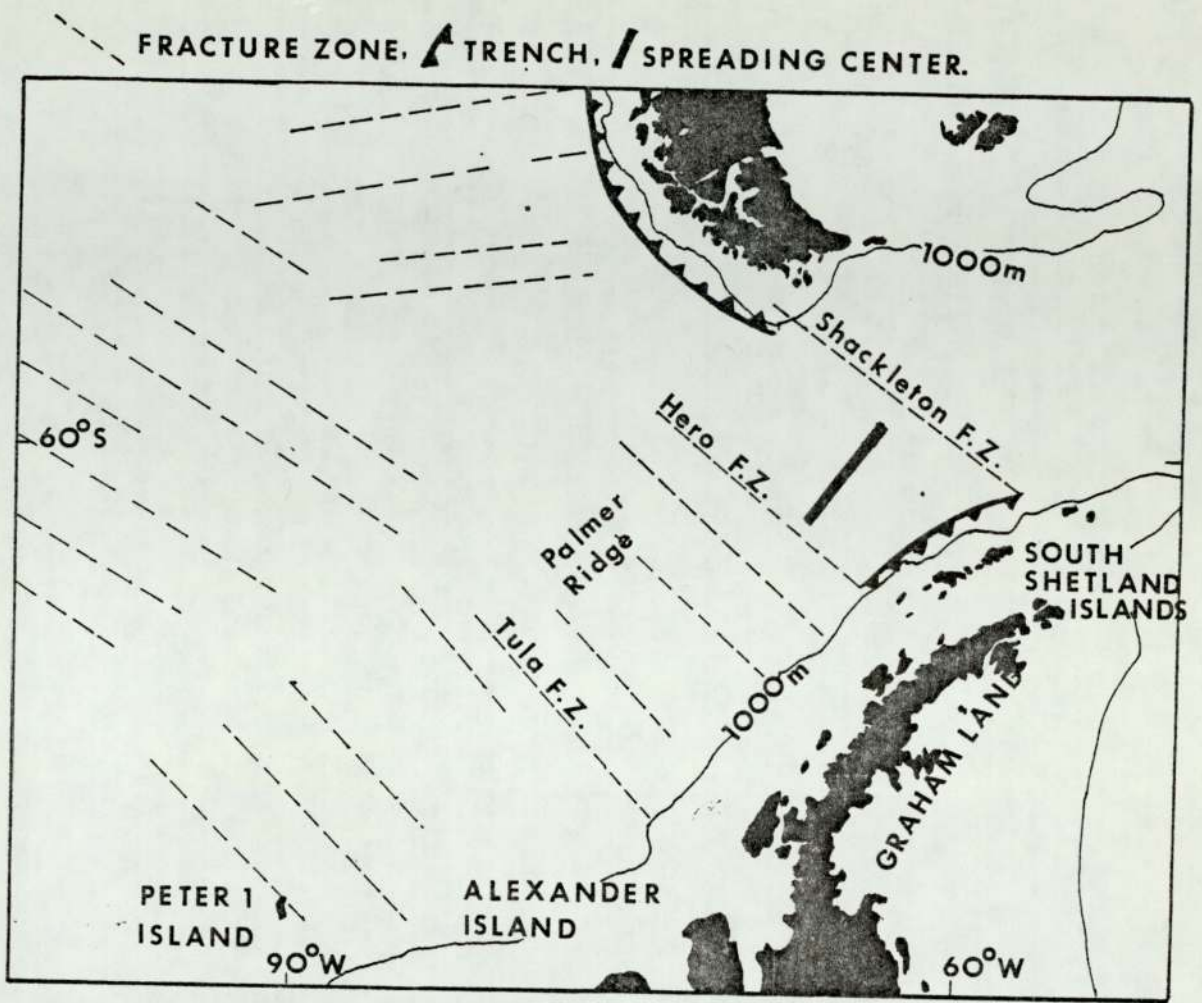 FRACTURE ZONE, TRENCH, SPREADING CENTER.
1000m
Shackleton F.Z.
60°S
Hero F.Z.
Palmer
Ridge
SOUTH
SHETLAND
ISLANDS
Tula F.Z.
1000m
GRAHAM LAND
PETER 1
ISLAND
ALEXANDER
ISLAND
90°W
60°W